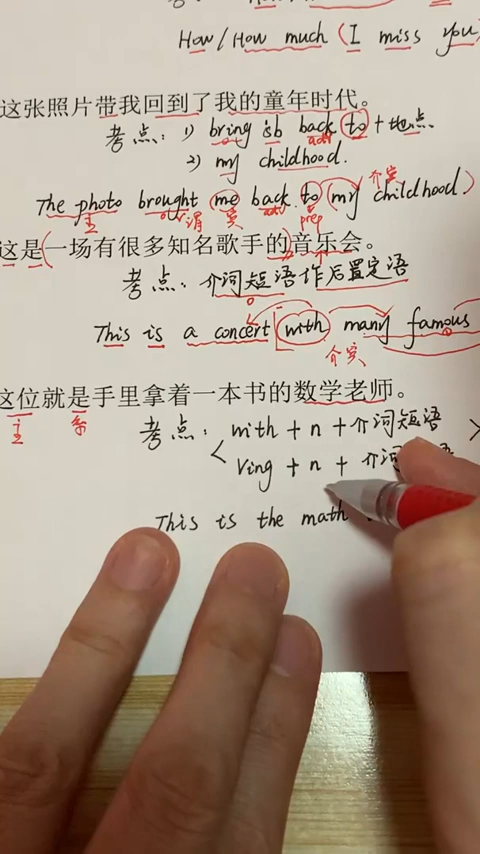 How/How much (I miss you)
这张照片带我回到了我的童年时代。
考点: 1) bring sb back to + 地点
adv
2) my childhood.
The photo brought me back to (my childhood)
介宾
主 谓 宾 adv prep
这是(一场有很多知名歌手的)音乐会。
考点: 介词短语作后置定语
This is a concert [with many famous
介宾
这位就是手里拿着一本书的数学老师。
主 系
考点: with + n + 介词短语
Ving + n + 介词
This is the math